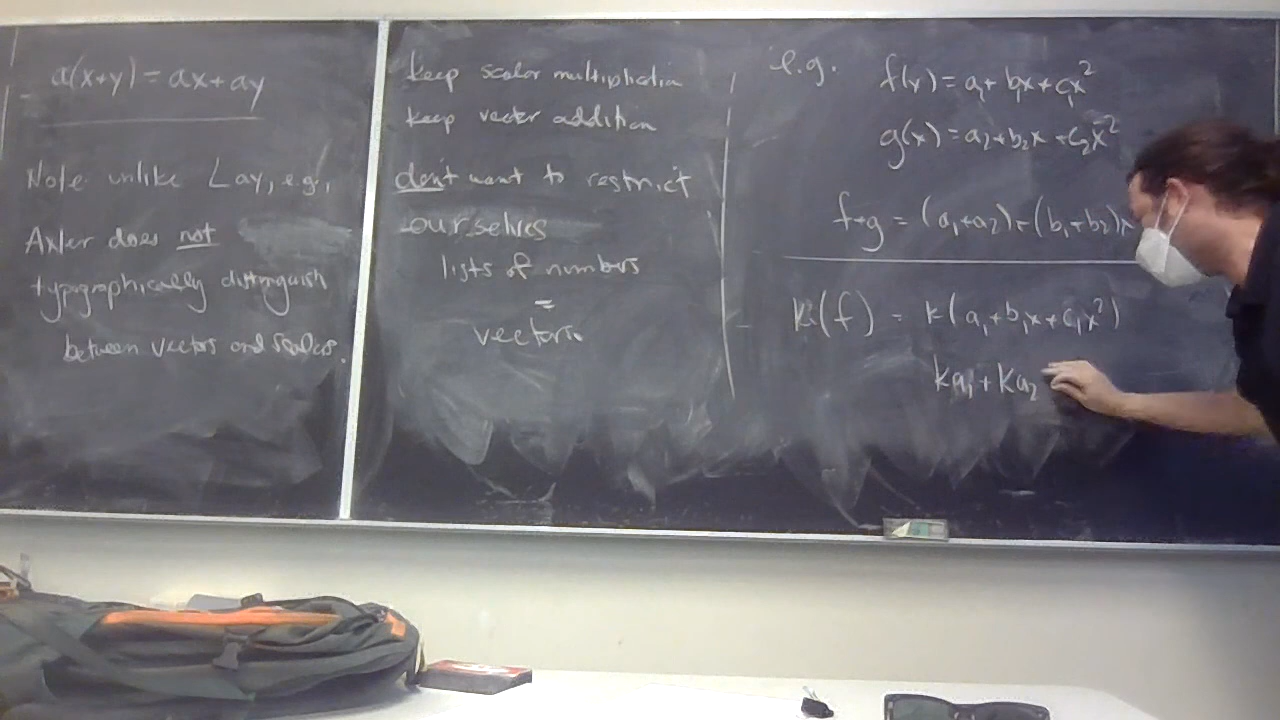 a(x+y) = ax + ay
Note unlike Lay, e.g.,
Axler does not
typographically distinguish
between vectors and scalars.
keep scalar multiplication
keep vector addition
don't want to restrict
ourselves
lists of numbers
=
vectors
e.g. f(x) = a₁ + b₁x + c₁x²
g(x) = a₂ + b₂x + c₂x²
f+g = (a₁+a₂) + (b₁+b₂)x
k(f) = k(a₁ + b₁x + c₁x²)
ka₁ + ka₂